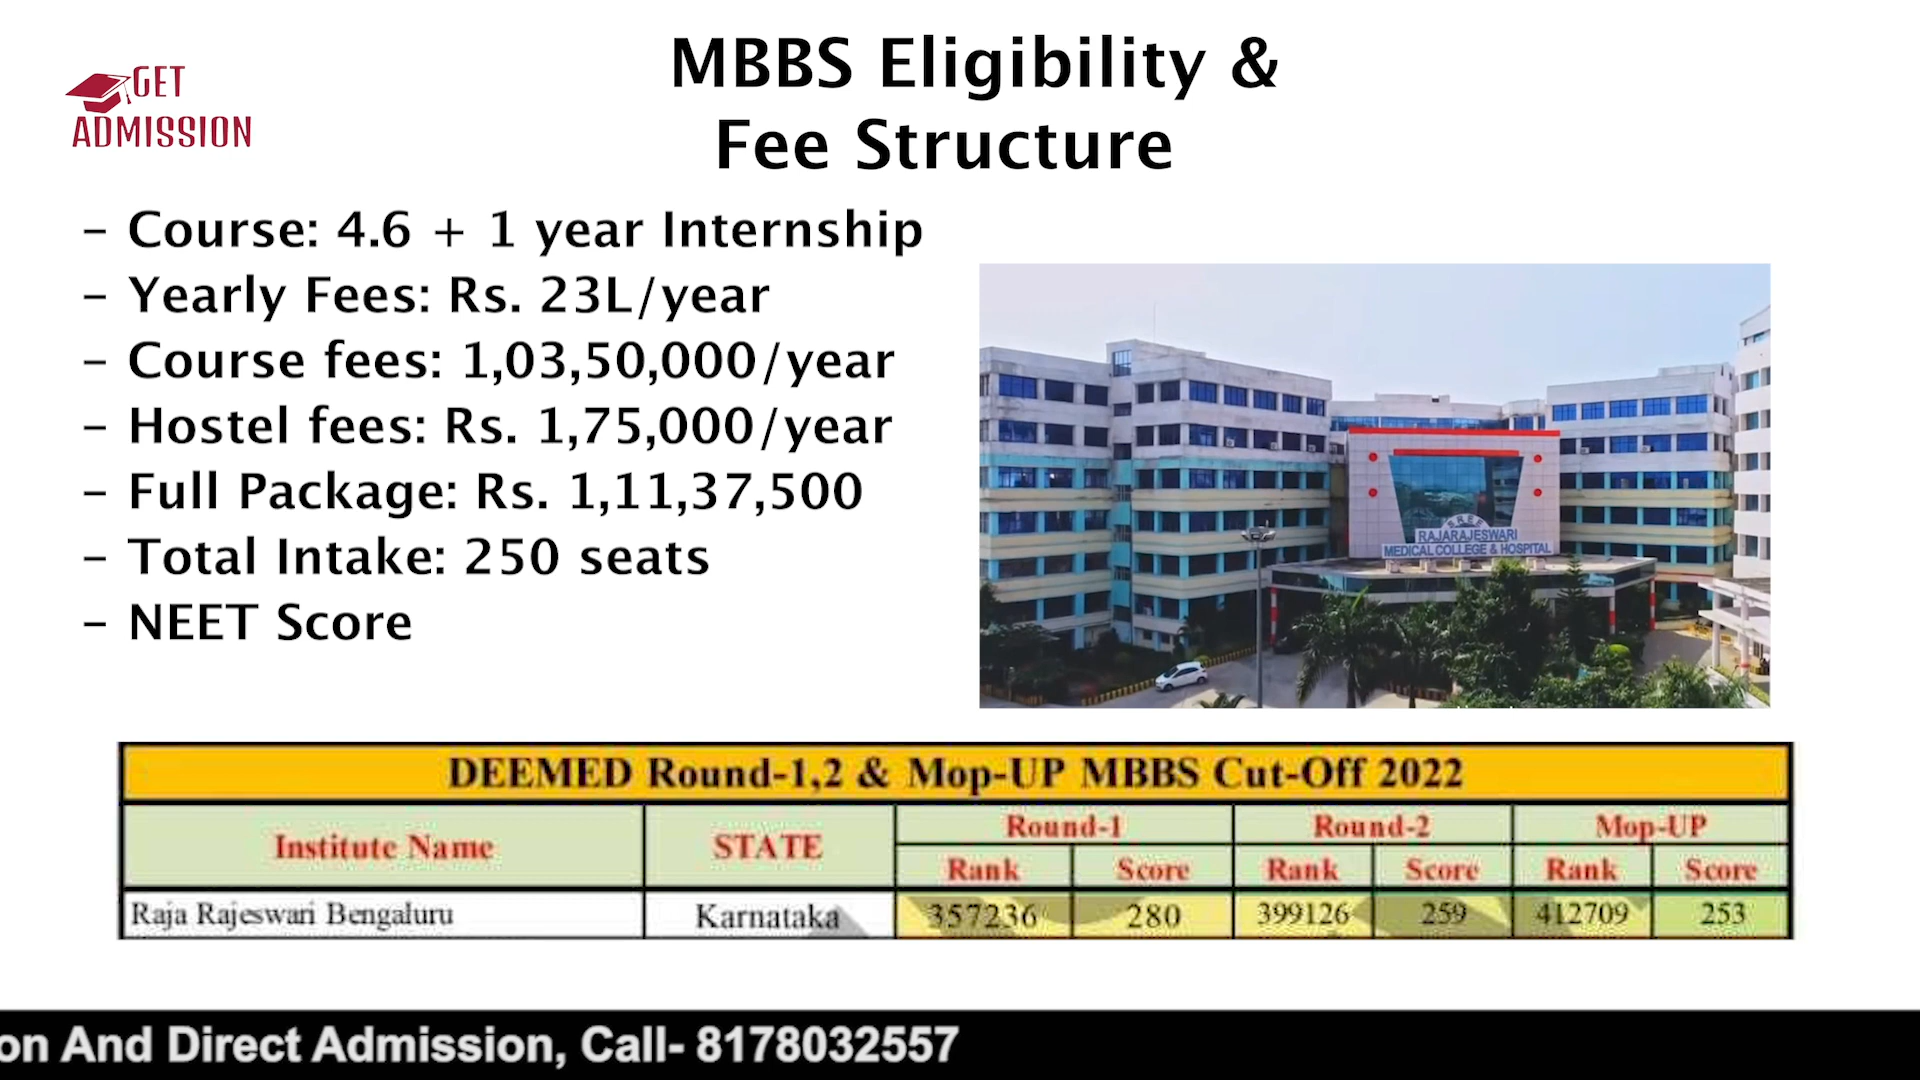 GET
ADMISSION
MBBS Eligibility &
Fee Structure
– Course: 4.6 + 1 year Internship
– Yearly Fees: Rs. 23L/year
– Course fees: 1,03,50,000/year
– Hostel fees: Rs. 1,75,000/year
– Full Package: Rs. 1,11,37,500
– Total Intake: 250 seats
– NEET Score
SREE
RAJARAJESWARI
MEDICAL COLLEGE & HOSPITAL
DEEMED Round-1,2 & Mop-UP MBBS Cut-Off 2022
Institute Name STATE Round-1 Round-2 Mop-UP
Rank Score Rank Score Rank Score
Raja Rajeswari Bengaluru Karnataka 357236 280 399126 259 412709 253
on And Direct Admission, Call- 8178032557